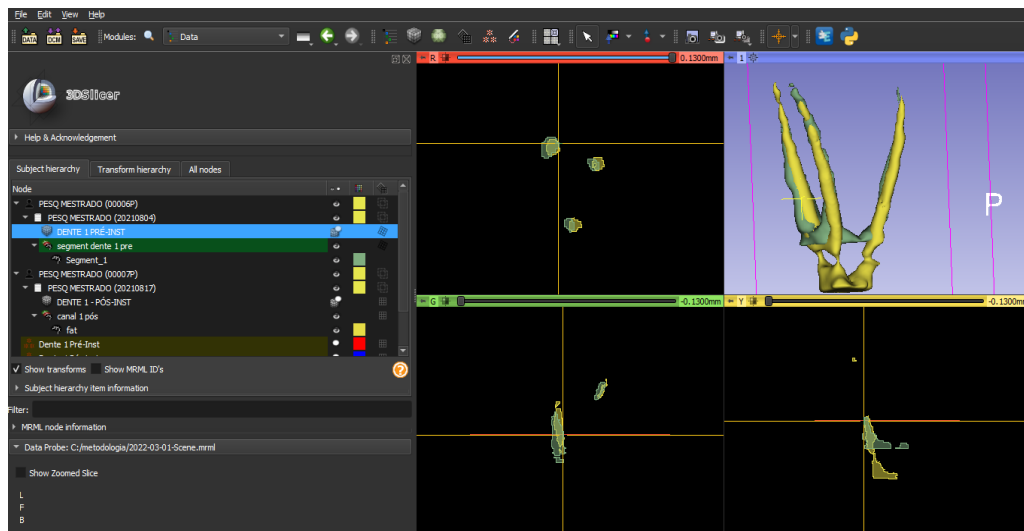 File Edit View Help
DATA DCM SAVE Modules: Data
R 0.1300mm
1
3DSlicer
Help & Acknowledgement
Subject hierarchy Transform hierarchy All nodes
Node
PESQ MESTRADO (00006P)
PESQ MESTRADO (20210804)
DENTE 1 PRÉ-INST
segment dente 1 pre
Segment_1
PESQ MESTRADO (00007P)
PESQ MESTRADO (20210817)
DENTE 1 - PÓS-INST
canal 1 pós
fat
Dente 1 Pré-Inst
P
G -0.1300mm
Y -0.1300mm
Show transforms Show MRML ID's
Subject hierarchy item information
Filter:
MRML node information
Data Probe: C:/metodologia/2022-03-01-Scene.mrml
Show Zoomed Slice
L
F
B